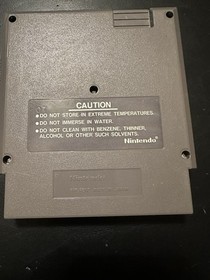 CAUTION
• DO NOT STORE IN EXTREME TEMPERATURES.
• DO NOT IMMERSE IN WATER.
• DO NOT CLEAN WITH BENZENE, THINNER,
ALCOHOL OR OTHER SUCH SOLVENTS.
Nintendo®